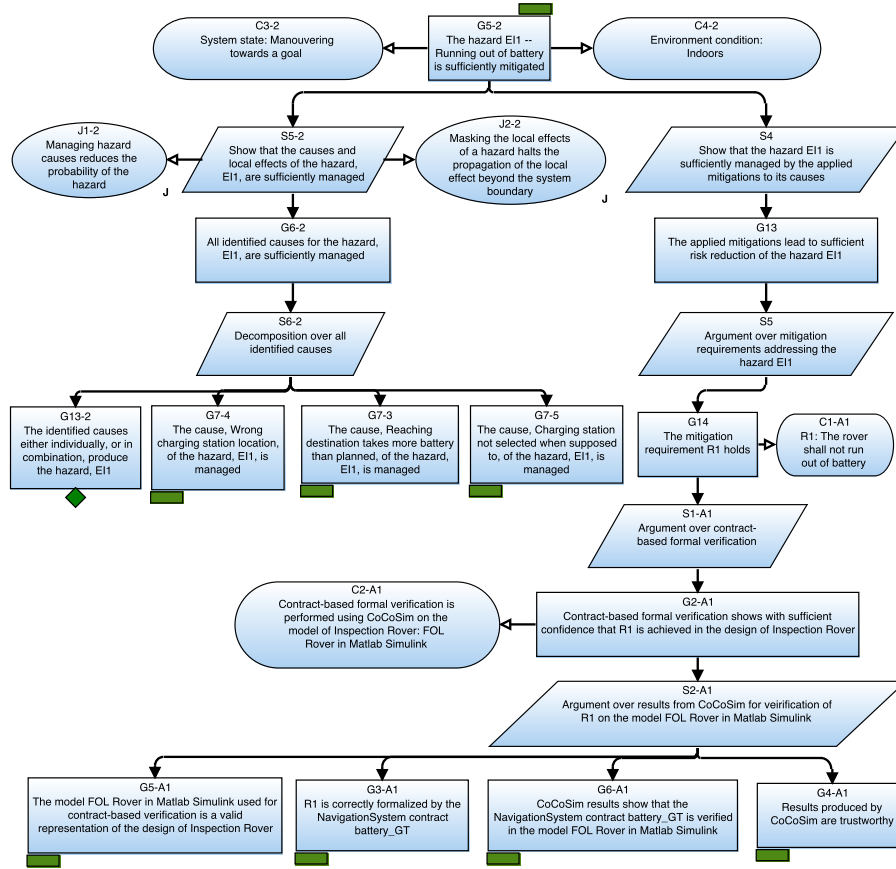 C3-2
System state: Manouvering
towards a goal
G5-2
The hazard EI1 --
Running out of battery
is sufficiently mitigated
C4-2
Environment condition:
Indoors
J1-2
Managing hazard
causes reduces the
probability of the
hazard
J
S5-2
Show that the causes and
local effects of the hazard,
EI1, are sufficiently managed
J2-2
Masking the local effects
of a hazard halts the
propagation of the local
effect beyond the system
boundary
J
S4
Show that the hazard EI1 is
sufficiently managed by the applied
mitigations to its causes
G6-2
All identified causes for the hazard,
EI1, are sufficiently managed
G13
The applied mitigations lead to sufficient
risk reduction of the hazard EI1
S6-2
Decomposition over all
identified causes
S5
Argument over mitigation
requirements addressing the
hazard EI1
G13-2
The identified causes
either individually, or in
combination, produce
the hazard, EI1
G7-4
The cause, Wrong
charging station location,
of the hazard, EI1, is
managed
G7-3
The cause, Reaching
destination takes more battery
than planned, of the hazard,
EI1, is managed
G7-5
The cause, Charging station
not selected when supposed
to, of the hazard, EI1, is
managed
G14
The mitigation
requirement R1 holds
C1-A1
R1: The rover
shall not run
out of battery
S1-A1
Argument over contract-
based formal verification
C2-A1
Contract-based formal verification is
performed using CoCoSim on the
model of Inspection Rover: FOL
Rover in Matlab Simulink
G2-A1
Contract-based formal verification shows with sufficient
confidence that R1 is achieved in the design of Inspection Rover
S2-A1
Argument over results from CoCoSim for veirification of
R1 on the model FOL Rover in Matlab Simulink
G5-A1
The model FOL Rover in Matlab Simulink used for
contract-based verification is a valid
representation of the design of Inspection Rover
G3-A1
R1 is correctly formalized by the
NavigationSystem contract
battery_GT
G6-A1
CoCoSim results show that the
NavigationSystem contract battery_GT is verified
in the model FOL Rover in Matlab Simulink
G4-A1
Results produced by
CoCoSim are trustworthy